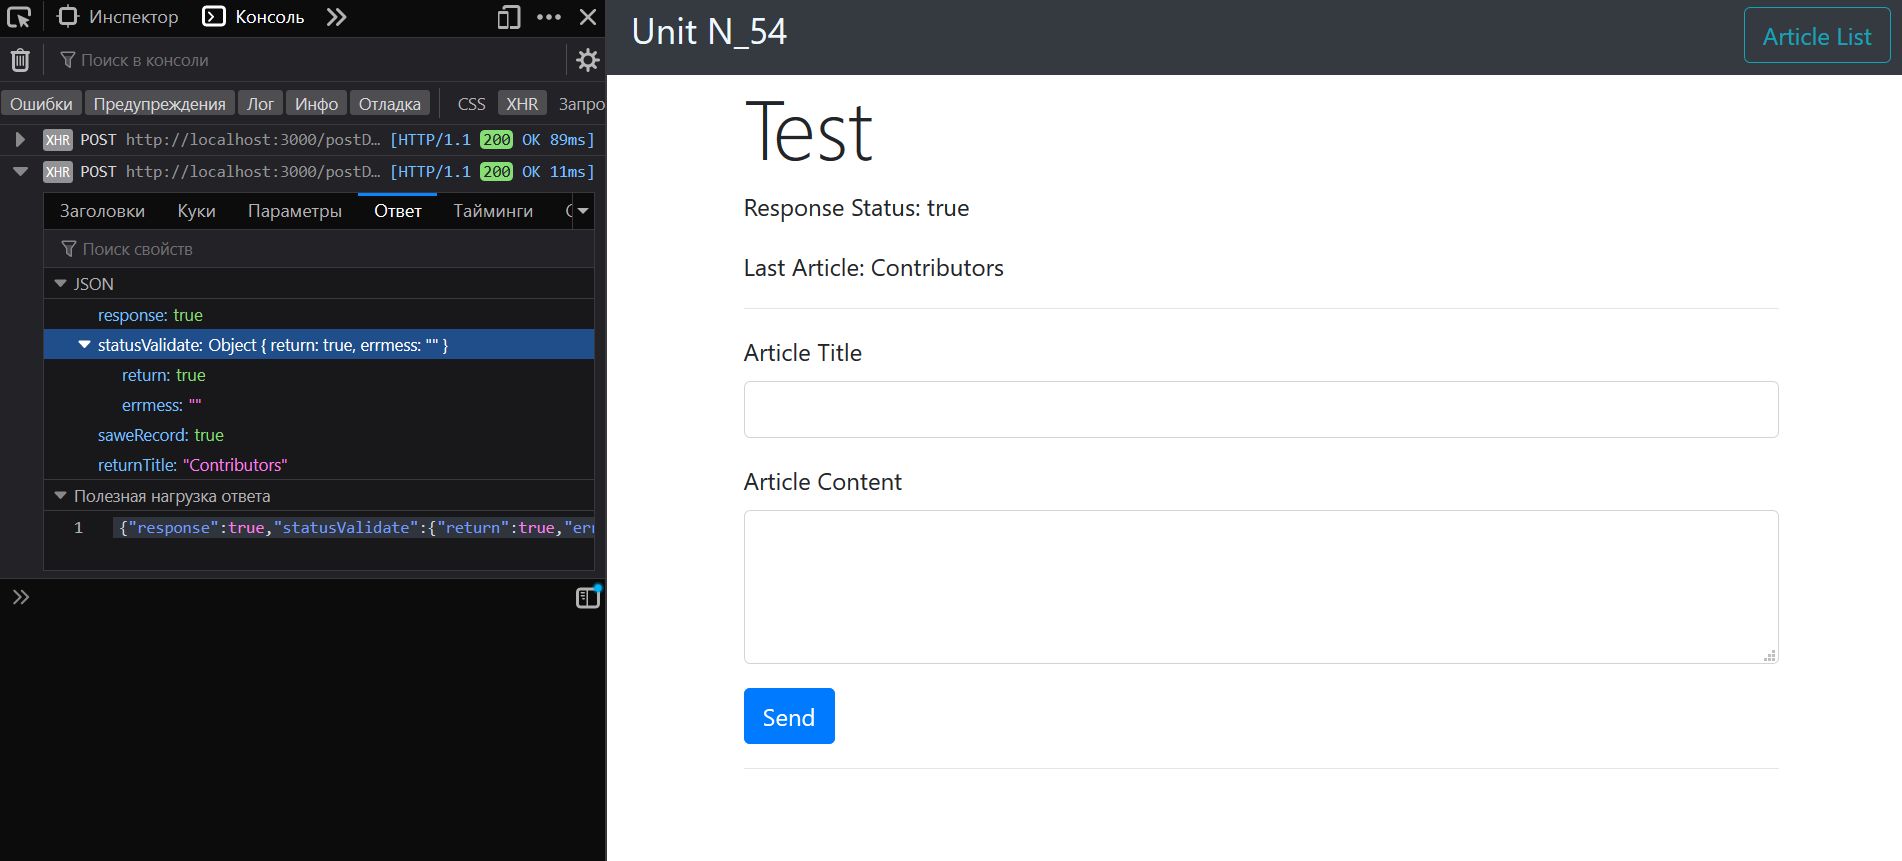 Инспектор Консоль
Поиск в консоли
Ошибки Предупреждения Лог Инфо Отладка CSS XHR Запро
XHR POST http://localhost:3000/postD... [HTTP/1.1 200 OK 89ms]
XHR POST http://localhost:3000/postD... [HTTP/1.1 200 OK 11ms]
Заголовки Куки Параметры Ответ Тайминги
Поиск свойств
JSON
response: true
statusValidate: Object { return: true, errmess: "" }
return: true
errmess: ""
saweRecord: true
returnTitle: "Contributors"
Полезная нагрузка ответа
1 {"response":true,"statusValidate":{"return":true,"err
Unit N_54
Article List
Test
Response Status: true
Last Article: Contributors
Article Title
Article Content
Send